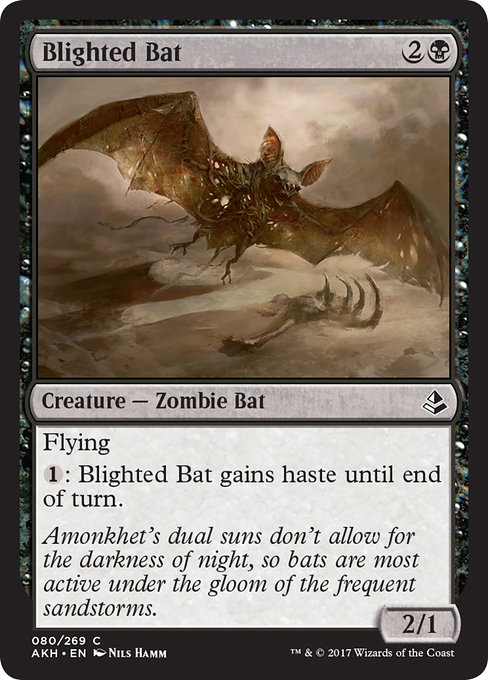 Blighted Bat 2
Creature — Zombie Bat
Flying
1: Blighted Bat gains haste until end
of turn.
Amonkhet's dual suns don't allow for
the darkness of night, so bats are most
active under the gloom of the frequent
sandstorms.
2/1
080/269 C
AKH • EN Nils Hamm
™ & © 2017 Wizards of the Coast